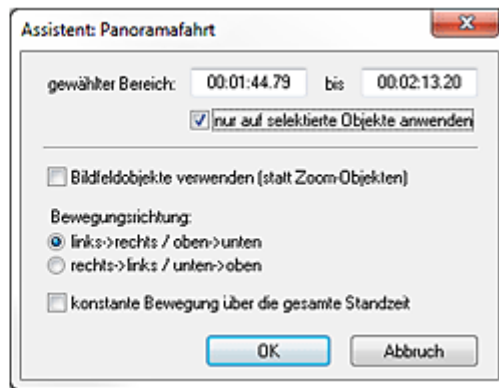 Assistent: Panoramafahrt
gewählter Bereich: 00:01:44.79 bis 00:02:13.20
nur auf selektierte Objekte anwenden
Bildfeldobjekte verwenden (statt Zoom-Objekten)
Bewegungsrichtung:
links->rechts / oben->unten
rechts->links / unten->oben
konstante Bewegung über die gesamte Standzeit
OK Abbruch